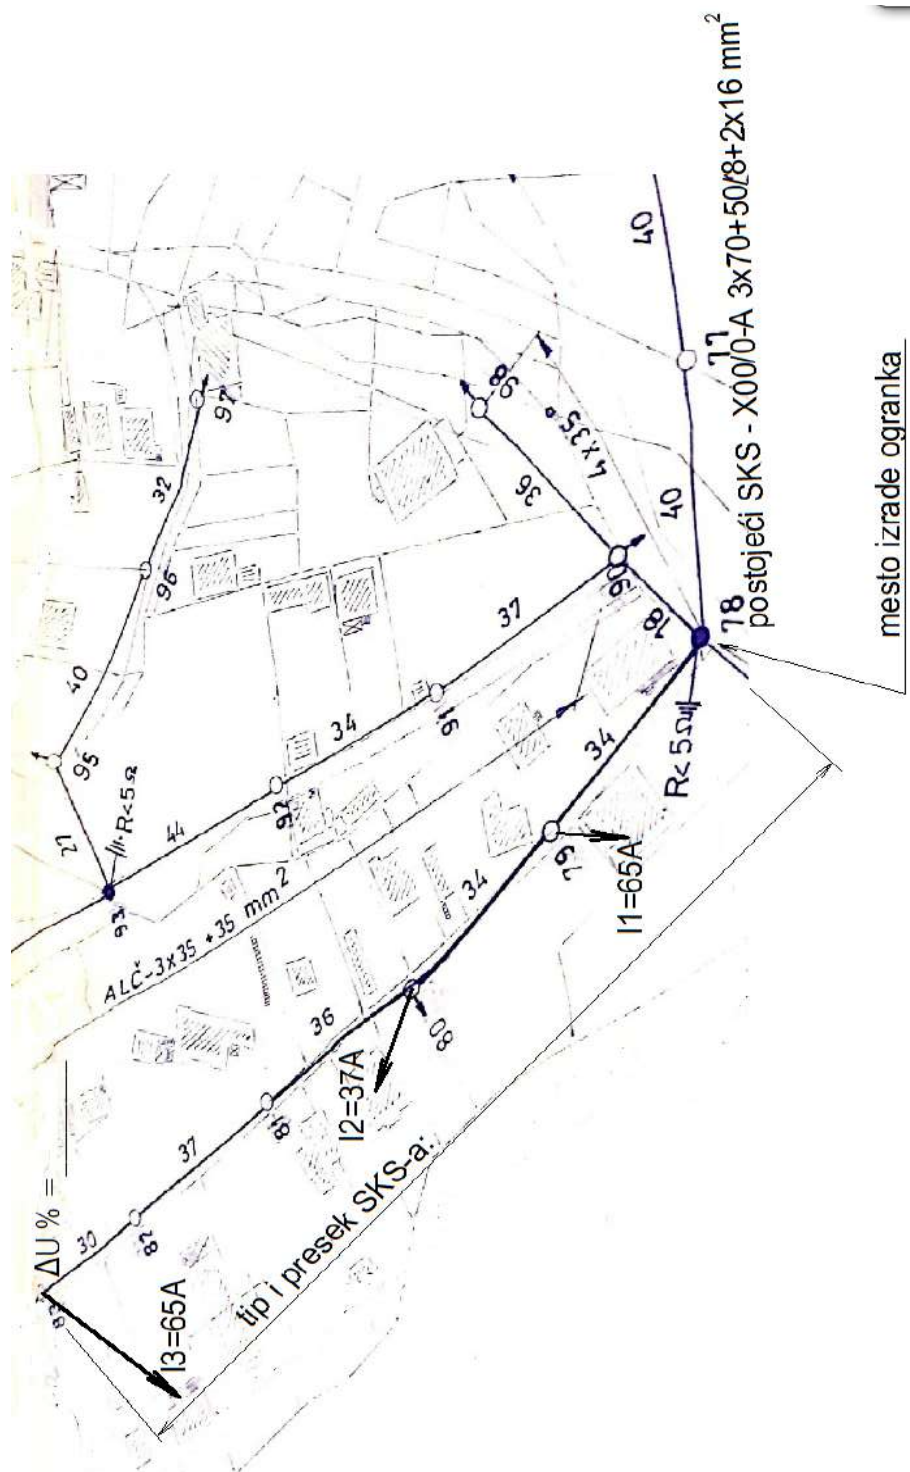 ΔU % = ______
83
30
82
37
81
36
80
34
79
34
78
40
77
40
I3=65A
I2=37A
I1=65A
tip i presek SKS-a:
ALČ-3x35 +35 mm²
93
R<5Ω
27
95
40
96
32
97
44
92
34
91
37
90
18
36
98
4x35
R<5Ω
postojeći SKS - X00/0-A 3x70+50/8+2x16 mm²
mesto izrade ogranka